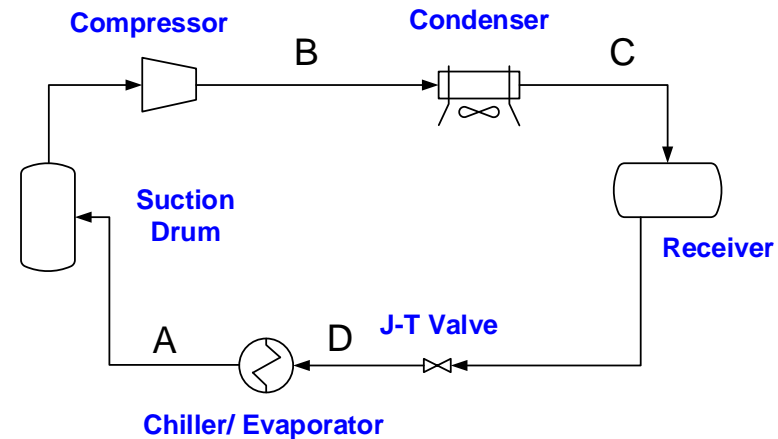 Compressor
Condenser
B
C
Suction
Drum
Receiver
J-T Valve
A
D
Chiller/ Evaporator